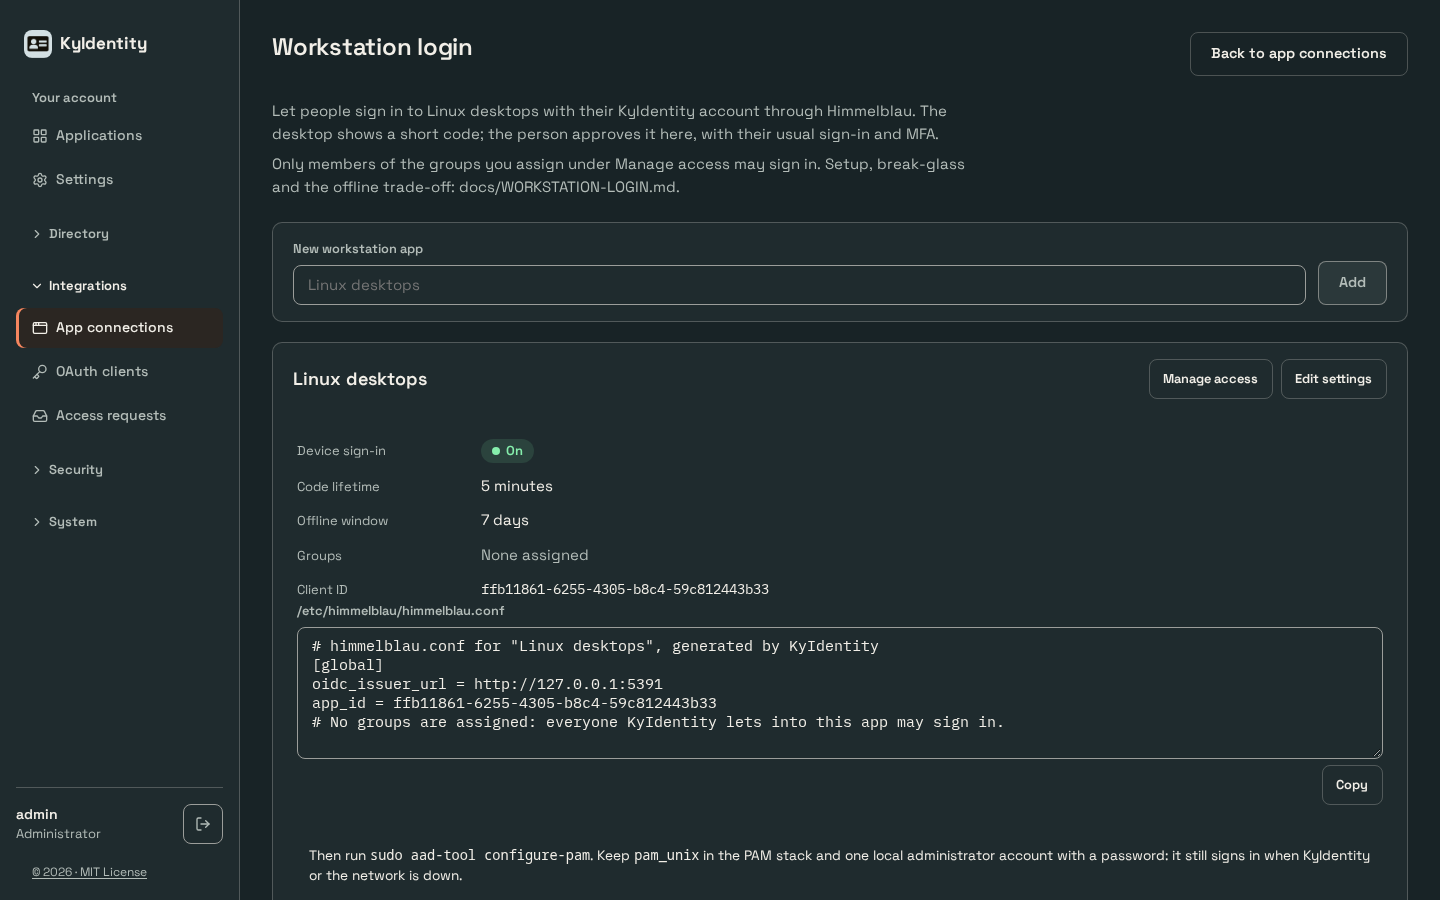 KyIdentity
Your account
Applications
Settings
Directory
Integrations
App connections
OAuth clients
Access requests
Security
System
admin
Administrator
© 2026 · MIT License
Workstation login
Back to app connections
Let people sign in to Linux desktops with their KyIdentity account through Himmelblau. The
desktop shows a short code; the person approves it here, with their usual sign-in and MFA.
Only members of the groups you assign under Manage access may sign in. Setup, break-glass
and the offline trade-off: docs/WORKSTATION-LOGIN.md.
New workstation app
Linux desktops
Add
Linux desktops
Manage access
Edit settings
Device sign-in
On
Code lifetime
5 minutes
Offline window
7 days
Groups
None assigned
Client ID
ffb11861-6255-4305-b8c4-59c812443b33
/etc/himmelblau/himmelblau.conf
# himmelblau.conf for "Linux desktops", generated by KyIdentity
[global]
oidc_issuer_url = http://127.0.0.1:5391
app_id = ffb11861-6255-4305-b8c4-59c812443b33
# No groups are assigned: everyone KyIdentity lets into this app may sign in.
Copy
Then run sudo aad-tool configure-pam. Keep pam_unix in the PAM stack and one local administrator account with a password: it still signs in when KyIdentity
or the network is down.